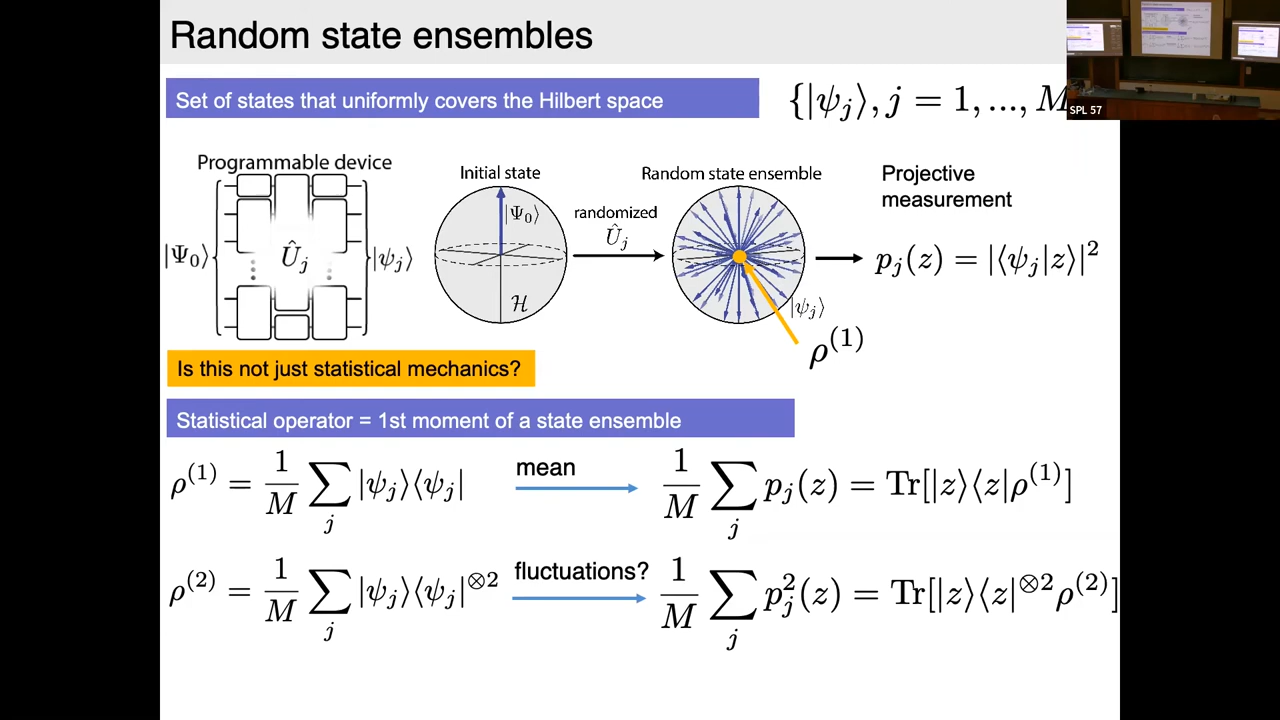 Random state ensembles
Set of states that uniformly covers the Hilbert space
{|ψ_j⟩, j = 1, ..., M
SPL 57
Programmable device
|Ψ_0⟩
Û_j
|ψ_j⟩
Initial state
|Ψ_0⟩
ℋ
randomized
Û_j
Random state ensemble
|ψ_j⟩
ρ^(1)
Projective
measurement
p_j(z) = |⟨ψ_j|z⟩|^2
Is this not just statistical mechanics?
Statistical operator = 1st moment of a state ensemble
ρ^(1) = 1/M ∑_j |ψ_j⟩⟨ψ_j| mean 1/M ∑_j p_j(z) = Tr[|z⟩⟨z|ρ^(1)]
ρ^(2) = 1/M ∑_j |ψ_j⟩⟨ψ_j|^⊗2 fluctuations? 1/M ∑_j p_j^2(z) = Tr[|z⟩⟨z|^⊗2 ρ^(2)]